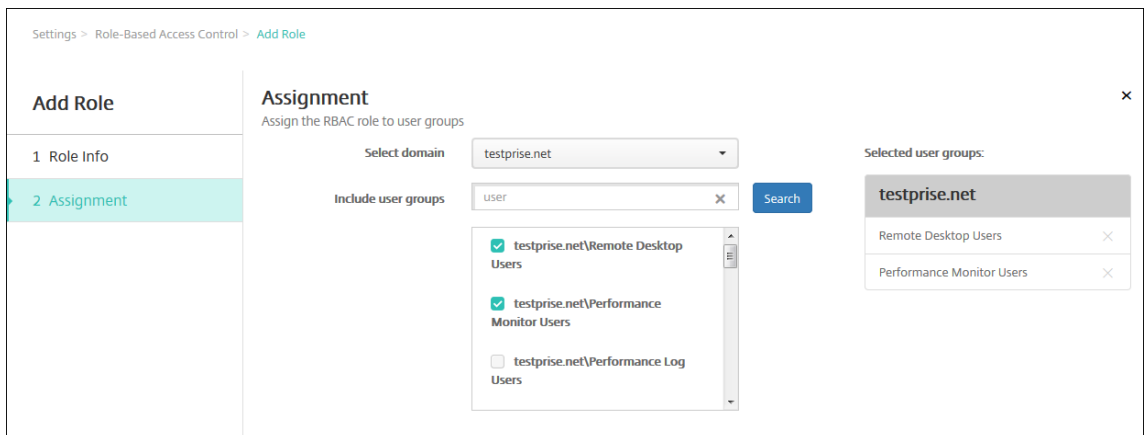 Settings > Role-Based Access Control > Add Role
Add Role
1 Role Info
2 Assignment
Assignment
Assign the RBAC role to user groups
Select domain
testprise.net
Include user groups
user
Search
testprise.net\Remote Desktop
Users
testprise.net\Performance
Monitor Users
testprise.net\Performance Log
Users
Selected user groups:
testprise.net
Remote Desktop Users
Performance Monitor Users